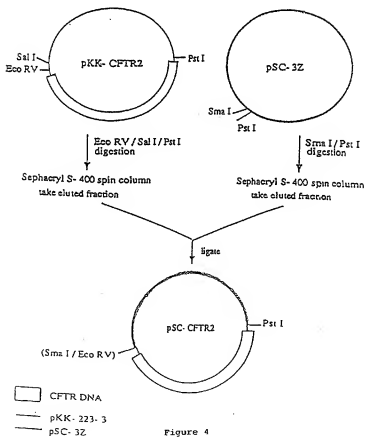 Sal I
Eco RV
pKK- CFTR2
Pst I
pSC- 3Z
Sma I
Pst I
Eco RV / Sal I / Pst I
digestion
Sma I / Pst I
digestion
Sephacryl S- 400 spin column
take eluted fraction
Sephacryl S- 400 spin column
take eluted fraction
ligate
pSC- CFTR2
Pst I
(Sma I / Eco RV)
CFTR DNA
pKK- 223- 3
pSC- 3Z
Figure 4